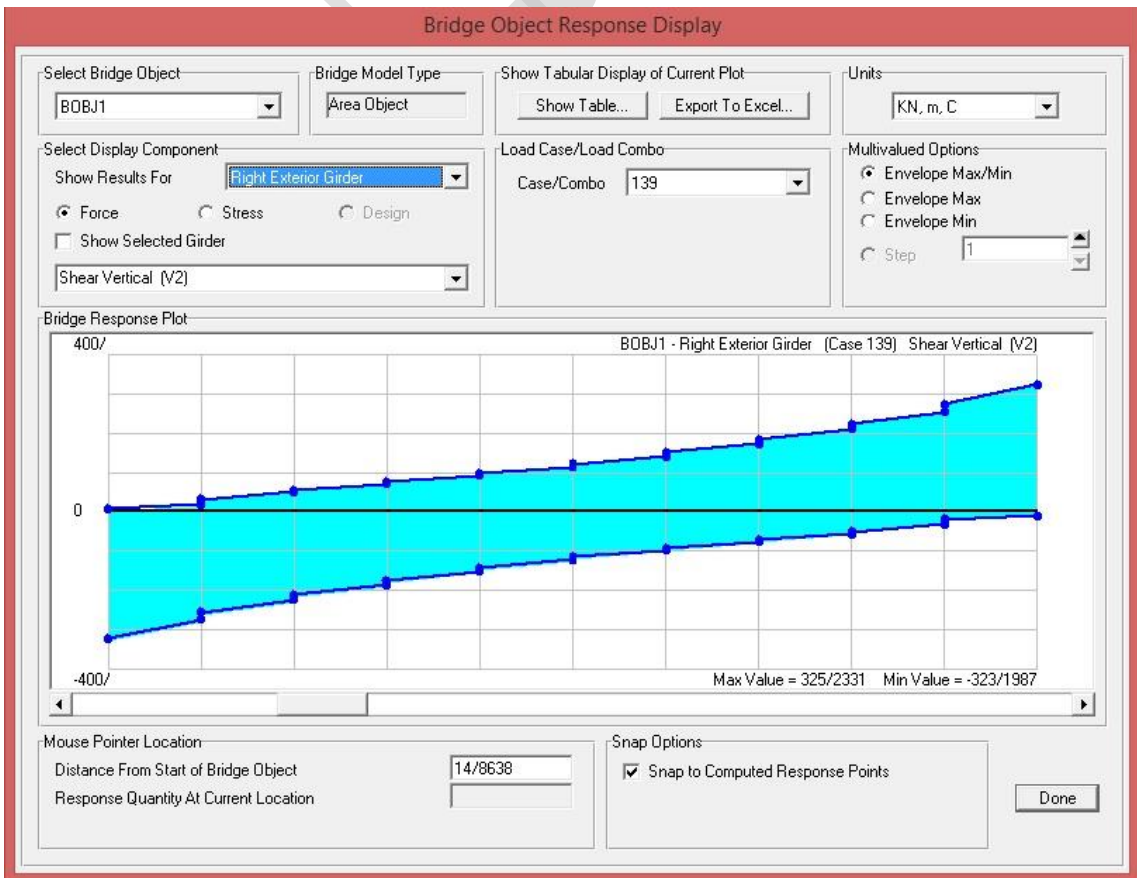 Bridge Object Response Display
Select Bridge Object
BOBJ1
Bridge Model Type
Area Object
Show Tabular Display of Current Plot
Show Table...
Export To Excel...
Units
KN, m, C
Select Display Component
Show Results For
Right Exterior Girder
Force
Stress
Design
Show Selected Girder
Shear Vertical (V2)
Load Case/Load Combo
Case/Combo
139
Multivalued Options
Envelope Max/Min
Envelope Max
Envelope Min
Step
1
Bridge Response Plot
400/
BOBJ1 - Right Exterior Girder (Case 139) Shear Vertical (V2)
0
-400/
Max Value = 325/2331 Min Value = -323/1987
Mouse Pointer Location
Distance From Start of Bridge Object
14/8638
Response Quantity At Current Location
Snap Options
Snap to Computed Response Points
Done